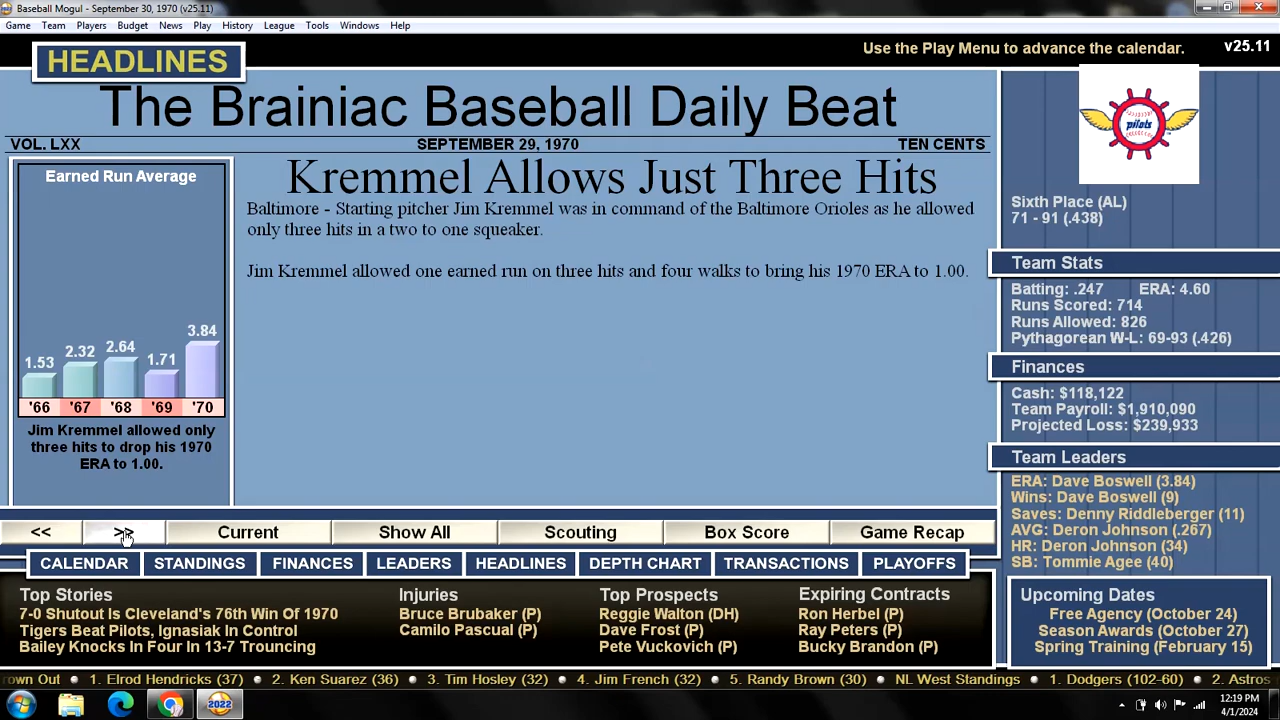 Baseball Mogul - September 30, 1970 (v25.11)
Game Team Players Budget News Play History League Tools Windows Help
HEADLINES
Use the Play Menu to advance the calendar. v25.11
The Brainiac Baseball Daily Beat
VOL. LXX SEPTEMBER 29, 1970 TEN CENTS
Earned Run Average
1.53 2.32 2.64 1.71 3.84
'66 '67 '68 '69 '70
Jim Kremmel allowed only
three hits to drop his 1970
ERA to 1.00.
Kremmel Allows Just Three Hits
Baltimore - Starting pitcher Jim Kremmel was in command of the Baltimore Orioles as he allowed
only three hits in a two to one squeaker.
Jim Kremmel allowed one earned run on three hits and four walks to bring his 1970 ERA to 1.00.
pilots
Sixth Place (AL)
71 - 91 (.438)
Team Stats
Batting: .247 ERA: 4.60
Runs Scored: 714
Runs Allowed: 826
Pythagorean W-L: 69-93 (.426)
Finances
Cash: $118,122
Team Payroll: $1,910,090
Projected Loss: $239,933
Team Leaders
ERA: Dave Boswell (3.84)
Wins: Dave Boswell (9)
Saves: Denny Riddleberger (11)
AVG: Deron Johnson (.267)
HR: Deron Johnson (34)
SB: Tommie Agee (40)
<< >> Current Show All Scouting Box Score Game Recap
CALENDAR STANDINGS FINANCES LEADERS HEADLINES DEPTH CHART TRANSACTIONS PLAYOFFS
Top Stories
7-0 Shutout Is Cleveland's 76th Win Of 1970
Tigers Beat Pilots, Ignasiak In Control
Bailey Knocks In Four In 13-7 Trouncing
Injuries
Bruce Brubaker (P)
Camilo Pascual (P)
Top Prospects
Reggie Walton (DH)
Dave Frost (P)
Pete Vuckovich (P)
Expiring Contracts
Ron Herbel (P)
Ray Peters (P)
Bucky Brandon (P)
Upcoming Dates
Free Agency (October 24)
Season Awards (October 27)
Spring Training (February 15)
rown Out • 1. Elrod Hendricks (37) • 2. Ken Suarez (36) • 3. Tim Hosley (32) • 4. Jim French (32) • 5. Randy Brown (30) • NL West Standings • 1. Dodgers (102-60) • 2. Astros
2022
12:19 PM
4/1/2024